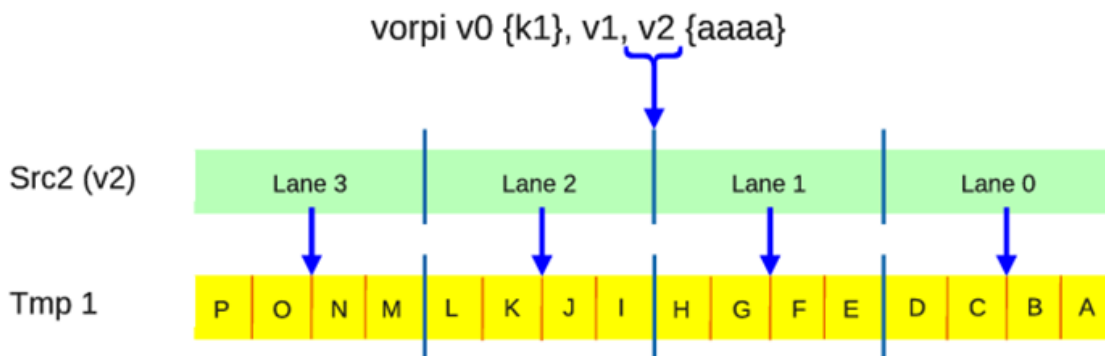 vorpi v0 {k1}, v1, v2 {aaaa}
Src2 (v2) Lane 3 Lane 2 Lane 1 Lane 0
Tmp 1 P O N M L K J I H G F E D C B A